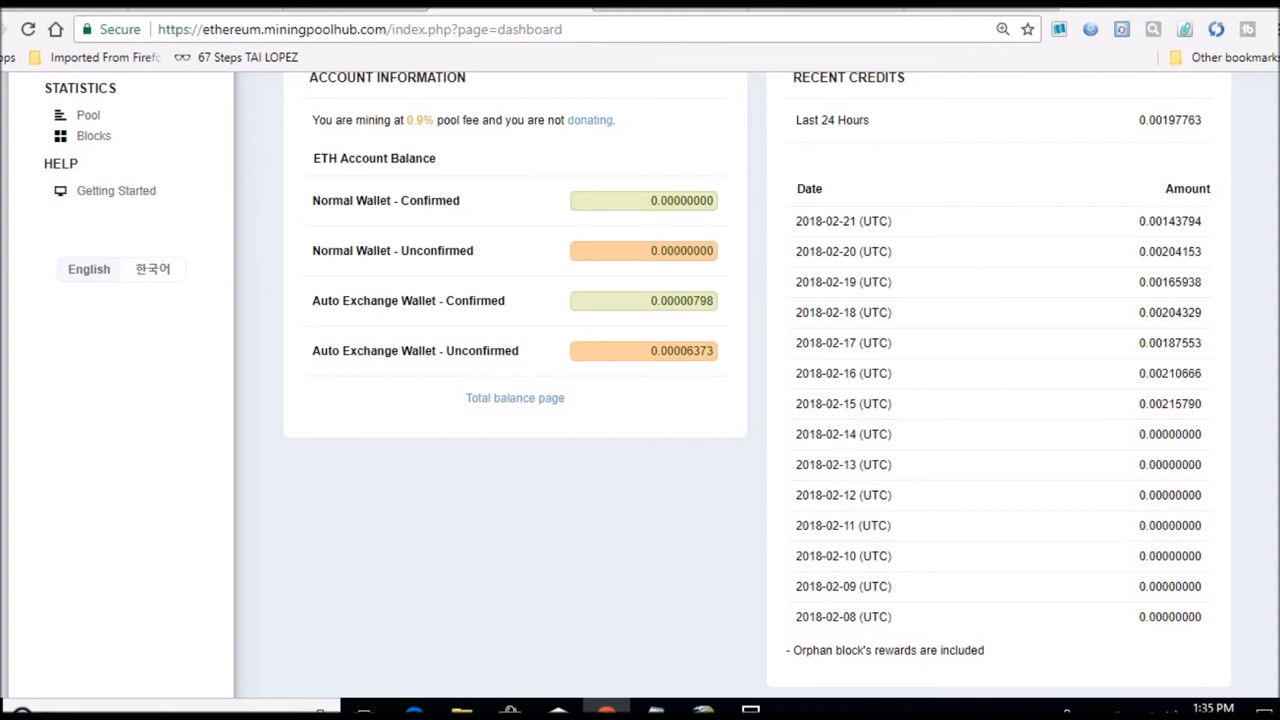 Secure https://ethereum.miningpoolhub.com/index.php?page=dashboard
ops Imported From Firefo 67 Steps TAI LOPEZ Other bookmarks
STATISTICS
Pool
Blocks
HELP
Getting Started
English 한국어
ACCOUNT INFORMATION
You are mining at 0.9% pool fee and you are not donating.
ETH Account Balance
Normal Wallet - Confirmed 0.00000000
Normal Wallet - Unconfirmed 0.00000000
Auto Exchange Wallet - Confirmed 0.00000798
Auto Exchange Wallet - Unconfirmed 0.00006373
Total balance page
RECENT CREDITS
Last 24 Hours 0.00197763
Date Amount
2018-02-21 (UTC) 0.00143794
2018-02-20 (UTC) 0.00204153
2018-02-19 (UTC) 0.00165938
2018-02-18 (UTC) 0.00204329
2018-02-17 (UTC) 0.00187553
2018-02-16 (UTC) 0.00210666
2018-02-15 (UTC) 0.00215790
2018-02-14 (UTC) 0.00000000
2018-02-13 (UTC) 0.00000000
2018-02-12 (UTC) 0.00000000
2018-02-11 (UTC) 0.00000000
2018-02-10 (UTC) 0.00000000
2018-02-09 (UTC) 0.00000000
2018-02-08 (UTC) 0.00000000
- Orphan block's rewards are included
1:35 PM